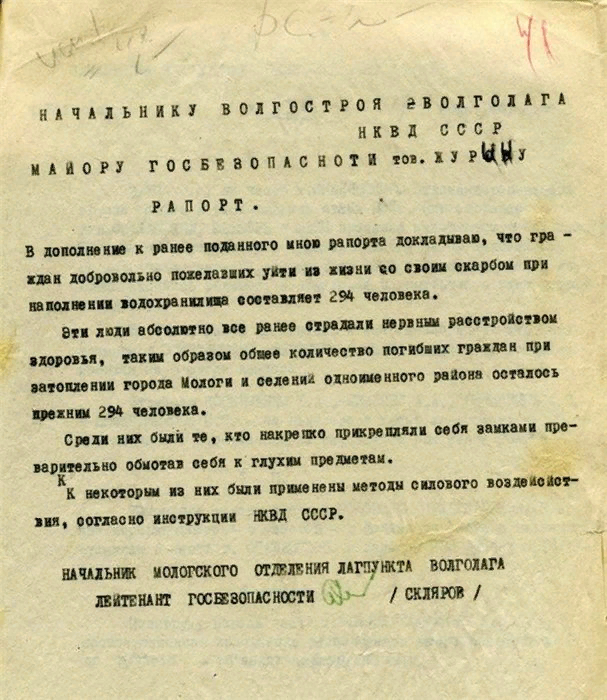 41
НАЧАЛЬНИКУ ВОЛГОСТРОЯ ВОЛГОЛАГА
НКВД СССР
МАЙОРУ ГОСБЕЗОПАСНОТИ тов. ЖУРИНУ
РАПОРТ.
В дополнение к ранее поданного мною рапорта докладываю, что гра -
ждан добровольно пожелавших уйти из жизни со своим скарбом при
наполнении водохранилища составляет 294 человека.
Эти люди абсолютно все ранее страдали нервным расстройством
здоровья, таким образом общее количество погибших граждан при
затоплении города Мологи и селений одноименного района осталось
прежним 294 человека.
Среди них были те, кто накрепко прикрепляли себя замками пре-
варительно обмотав себя к глухим предметам.
К
К некоторым из них были применены методы силового воздейсйст-
вия, согласно инструкции НКВД СССР.
НАЧАЛЬНИК МОЛОГСКОГО ОТДЕЛЕНИЯ ЛАГПУНКТА ВОЛГОЛАГА
ЛЕЙТЕНАНТ ГОСБЕЗОПАСНОСТИ / СКЛЯРОВ /